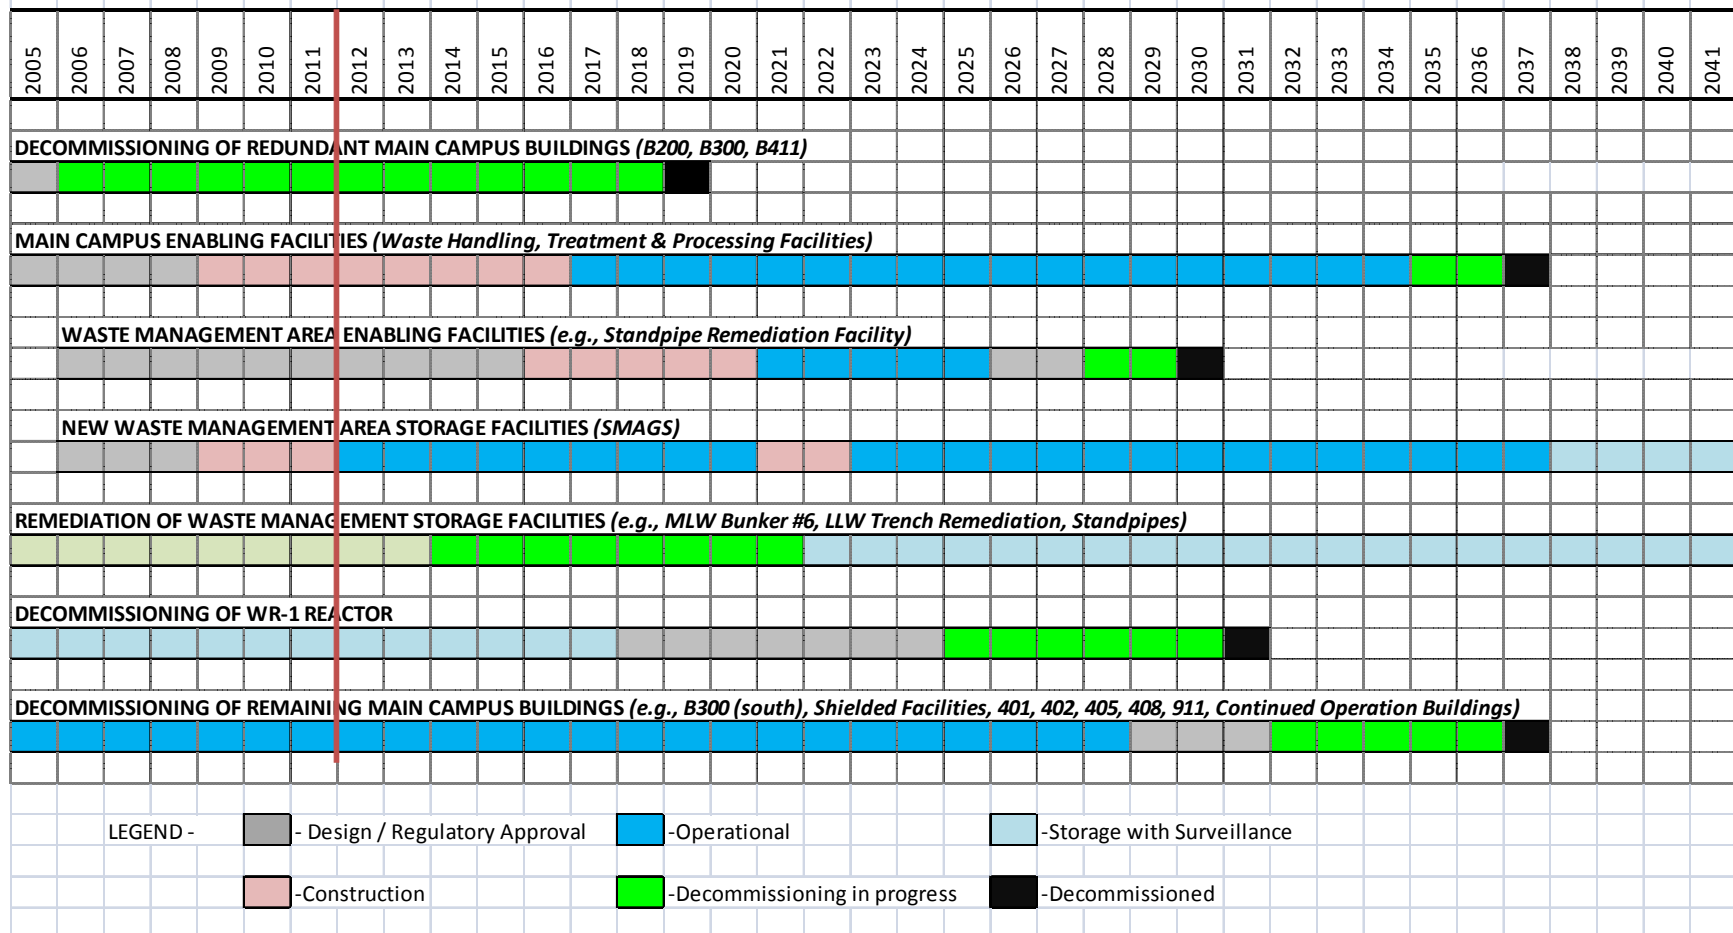 2005 2006 2007 2008 2009 2010 2011 2012 2013 2014 2015 2016 2017 2018 2019 2020 2021 2022 2023 2024 2025 2026 2027 2028 2029 2030 2031 2032 2033 2034 2035 2036 2037 2038 2039 2040 2041
DECOMMISSIONING OF REDUNDANT MAIN CAMPUS BUILDINGS (B200, B300, B411)
MAIN CAMPUS ENABLING FACILITIES (Waste Handling, Treatment & Processing Facilities)
WASTE MANAGEMENT AREA ENABLING FACILITIES (e.g., Standpipe Remediation Facility)
NEW WASTE MANAGEMENT AREA STORAGE FACILITIES (SMAGS)
REMEDIATION OF WASTE MANAGEMENT STORAGE FACILITIES (e.g., MLW Bunker #6, LLW Trench Remediation, Standpipes)
DECOMMISSIONING OF WR-1 REACTOR
DECOMMISSIONING OF REMAINING MAIN CAMPUS BUILDINGS (e.g., B300 (south), Shielded Facilities, 401, 402, 405, 408, 911, Continued Operation Buildings)
LEGEND - - Design / Regulatory Approval -Operational -Storage with Surveillance
-Construction -Decommissioning in progress -Decommissioned